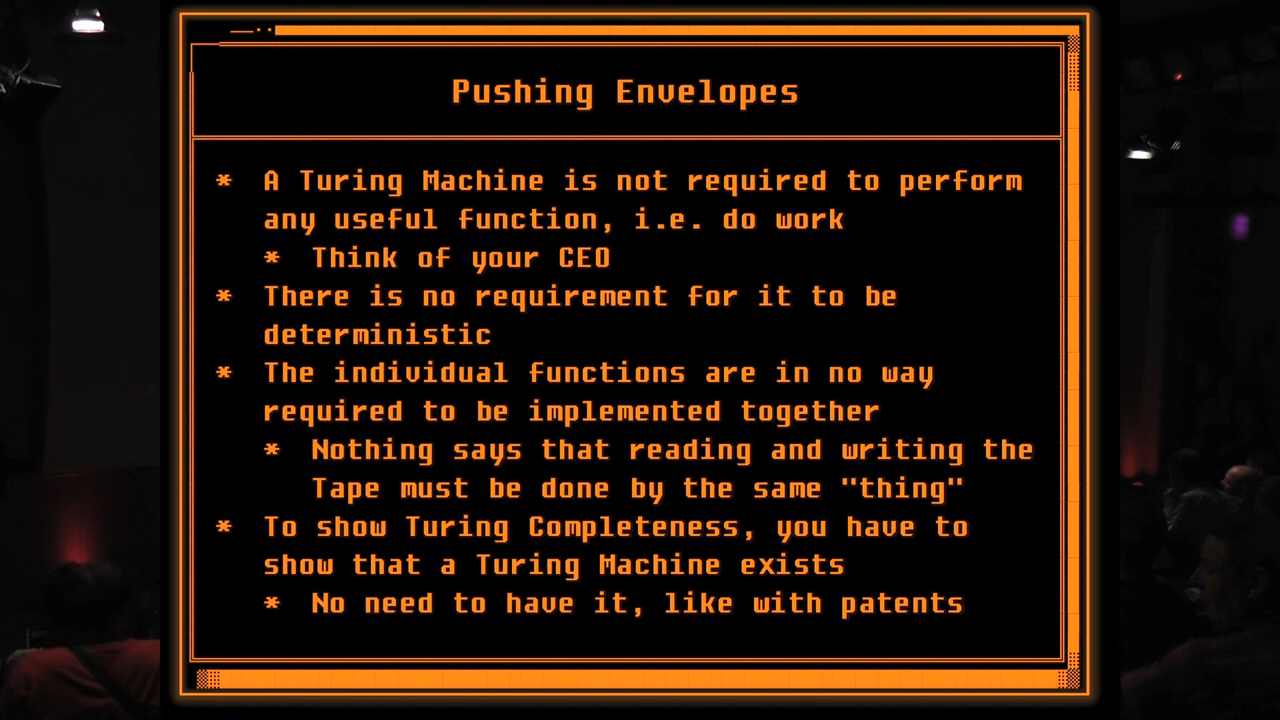 Pushing Envelopes
* A Turing Machine is not required to perform
any useful function, i.e. do work
* Think of your CEO
* There is no requirement for it to be
deterministic
* The individual functions are in no way
required to be implemented together
* Nothing says that reading and writing the
Tape must be done by the same "thing"
* To show Turing Completeness, you have to
show that a Turing Machine exists
* No need to have it, like with patents